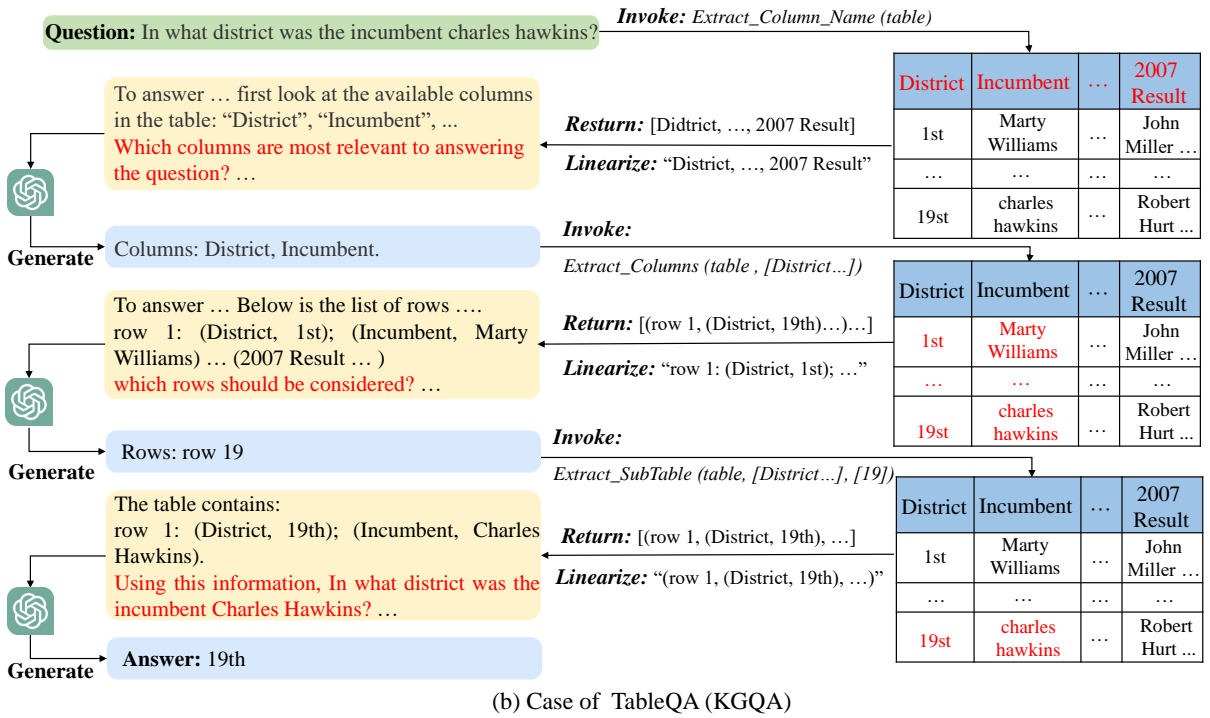 Invoke: Extract_Column_Name (table)
Question: In what district was the incumbent charles hawkins?
To answer … first look at the available columns
in the table: “District”, “Incumbent”, ...
Which columns are most relevant to answering
the question? …
Resturn: [Didtrict, …, 2007 Result]
Linearize: “District, …, 2007 Result”
District Incumbent … 2007
Result
1st Marty
Williams … John
Miller …
… … … …
19st charles
hawkins … Robert
Hurt ...
Generate
Columns: District, Incumbent.
Invoke:
Extract_Columns (table , [District…])
To answer … Below is the list of rows ….
row 1: (District, 1st); (Incumbent, Marty
Williams) … (2007 Result … )
which rows should be considered? …
Return: [(row 1, (District, 19th)…)…]
Linearize: “row 1: (District, 1st); …”
District Incumbent … 2007
Result
1st Marty
Williams … John
Miller …
… … … …
19st charles
hawkins … Robert
Hurt ...
Generate
Rows: row 19
Invoke:
Extract_SubTable (table, [District…], [19])
The table contains:
row 1: (District, 19th); (Incumbent, Charles
Hawkins).
Using this information, In what district was the
incumbent Charles Hawkins? …
Return: [(row 1, (District, 19th), …]
Linearize: “(row 1, (District, 19th), …)”
District Incumbent … 2007
Result
1st Marty
Williams … John
Miller …
… … … …
19st charles
hawkins … Robert
Hurt ...
Generate
Answer: 19th
(b) Case of TableQA (KGQA)